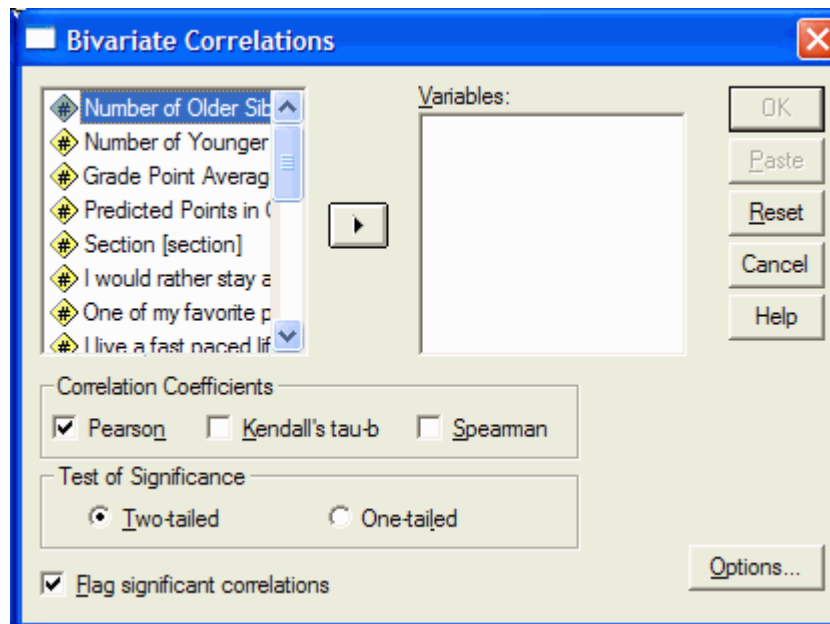 Bivariate Correlations
Number of Older Sib
Number of Younger
Grade Point Averag
Predicted Points in
Section [section]
I would rather stay a
One of my favorite p
I live a fast paced lif
Variables:
OK
Paste
Reset
Cancel
Help
Correlation Coefficients
Pearson Kendall's tau-b Spearman
Test of Significance
Two-tailed One-tailed
Flag significant correlations
Options...